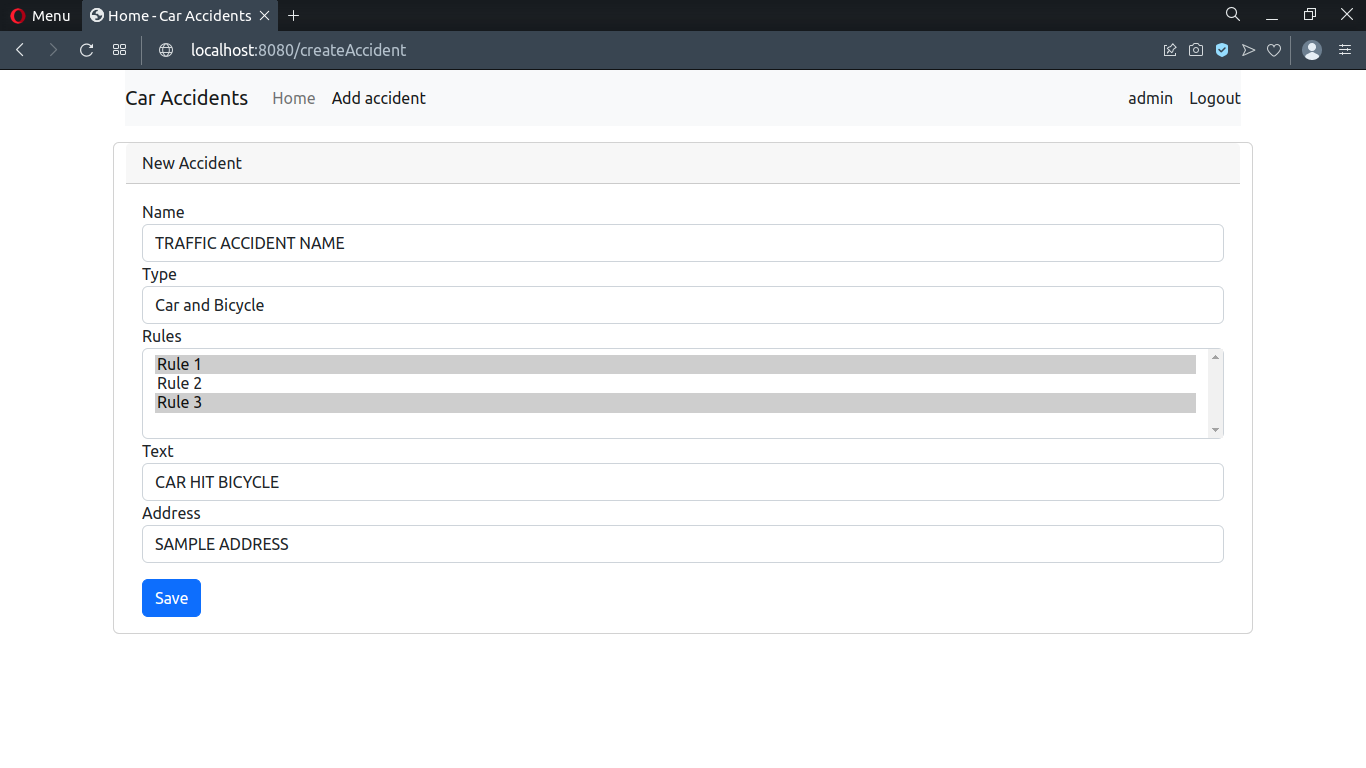 Menu
Home - Car Accidents
localhost:8080/createAccident
Car Accidents Home Add accident admin Logout
New Accident
Name
TRAFFIC ACCIDENT NAME
Type
Car and Bicycle
Rules
Rule 1
Rule 2
Rule 3
Text
CAR HIT BICYCLE
Address
SAMPLE ADDRESS
Save